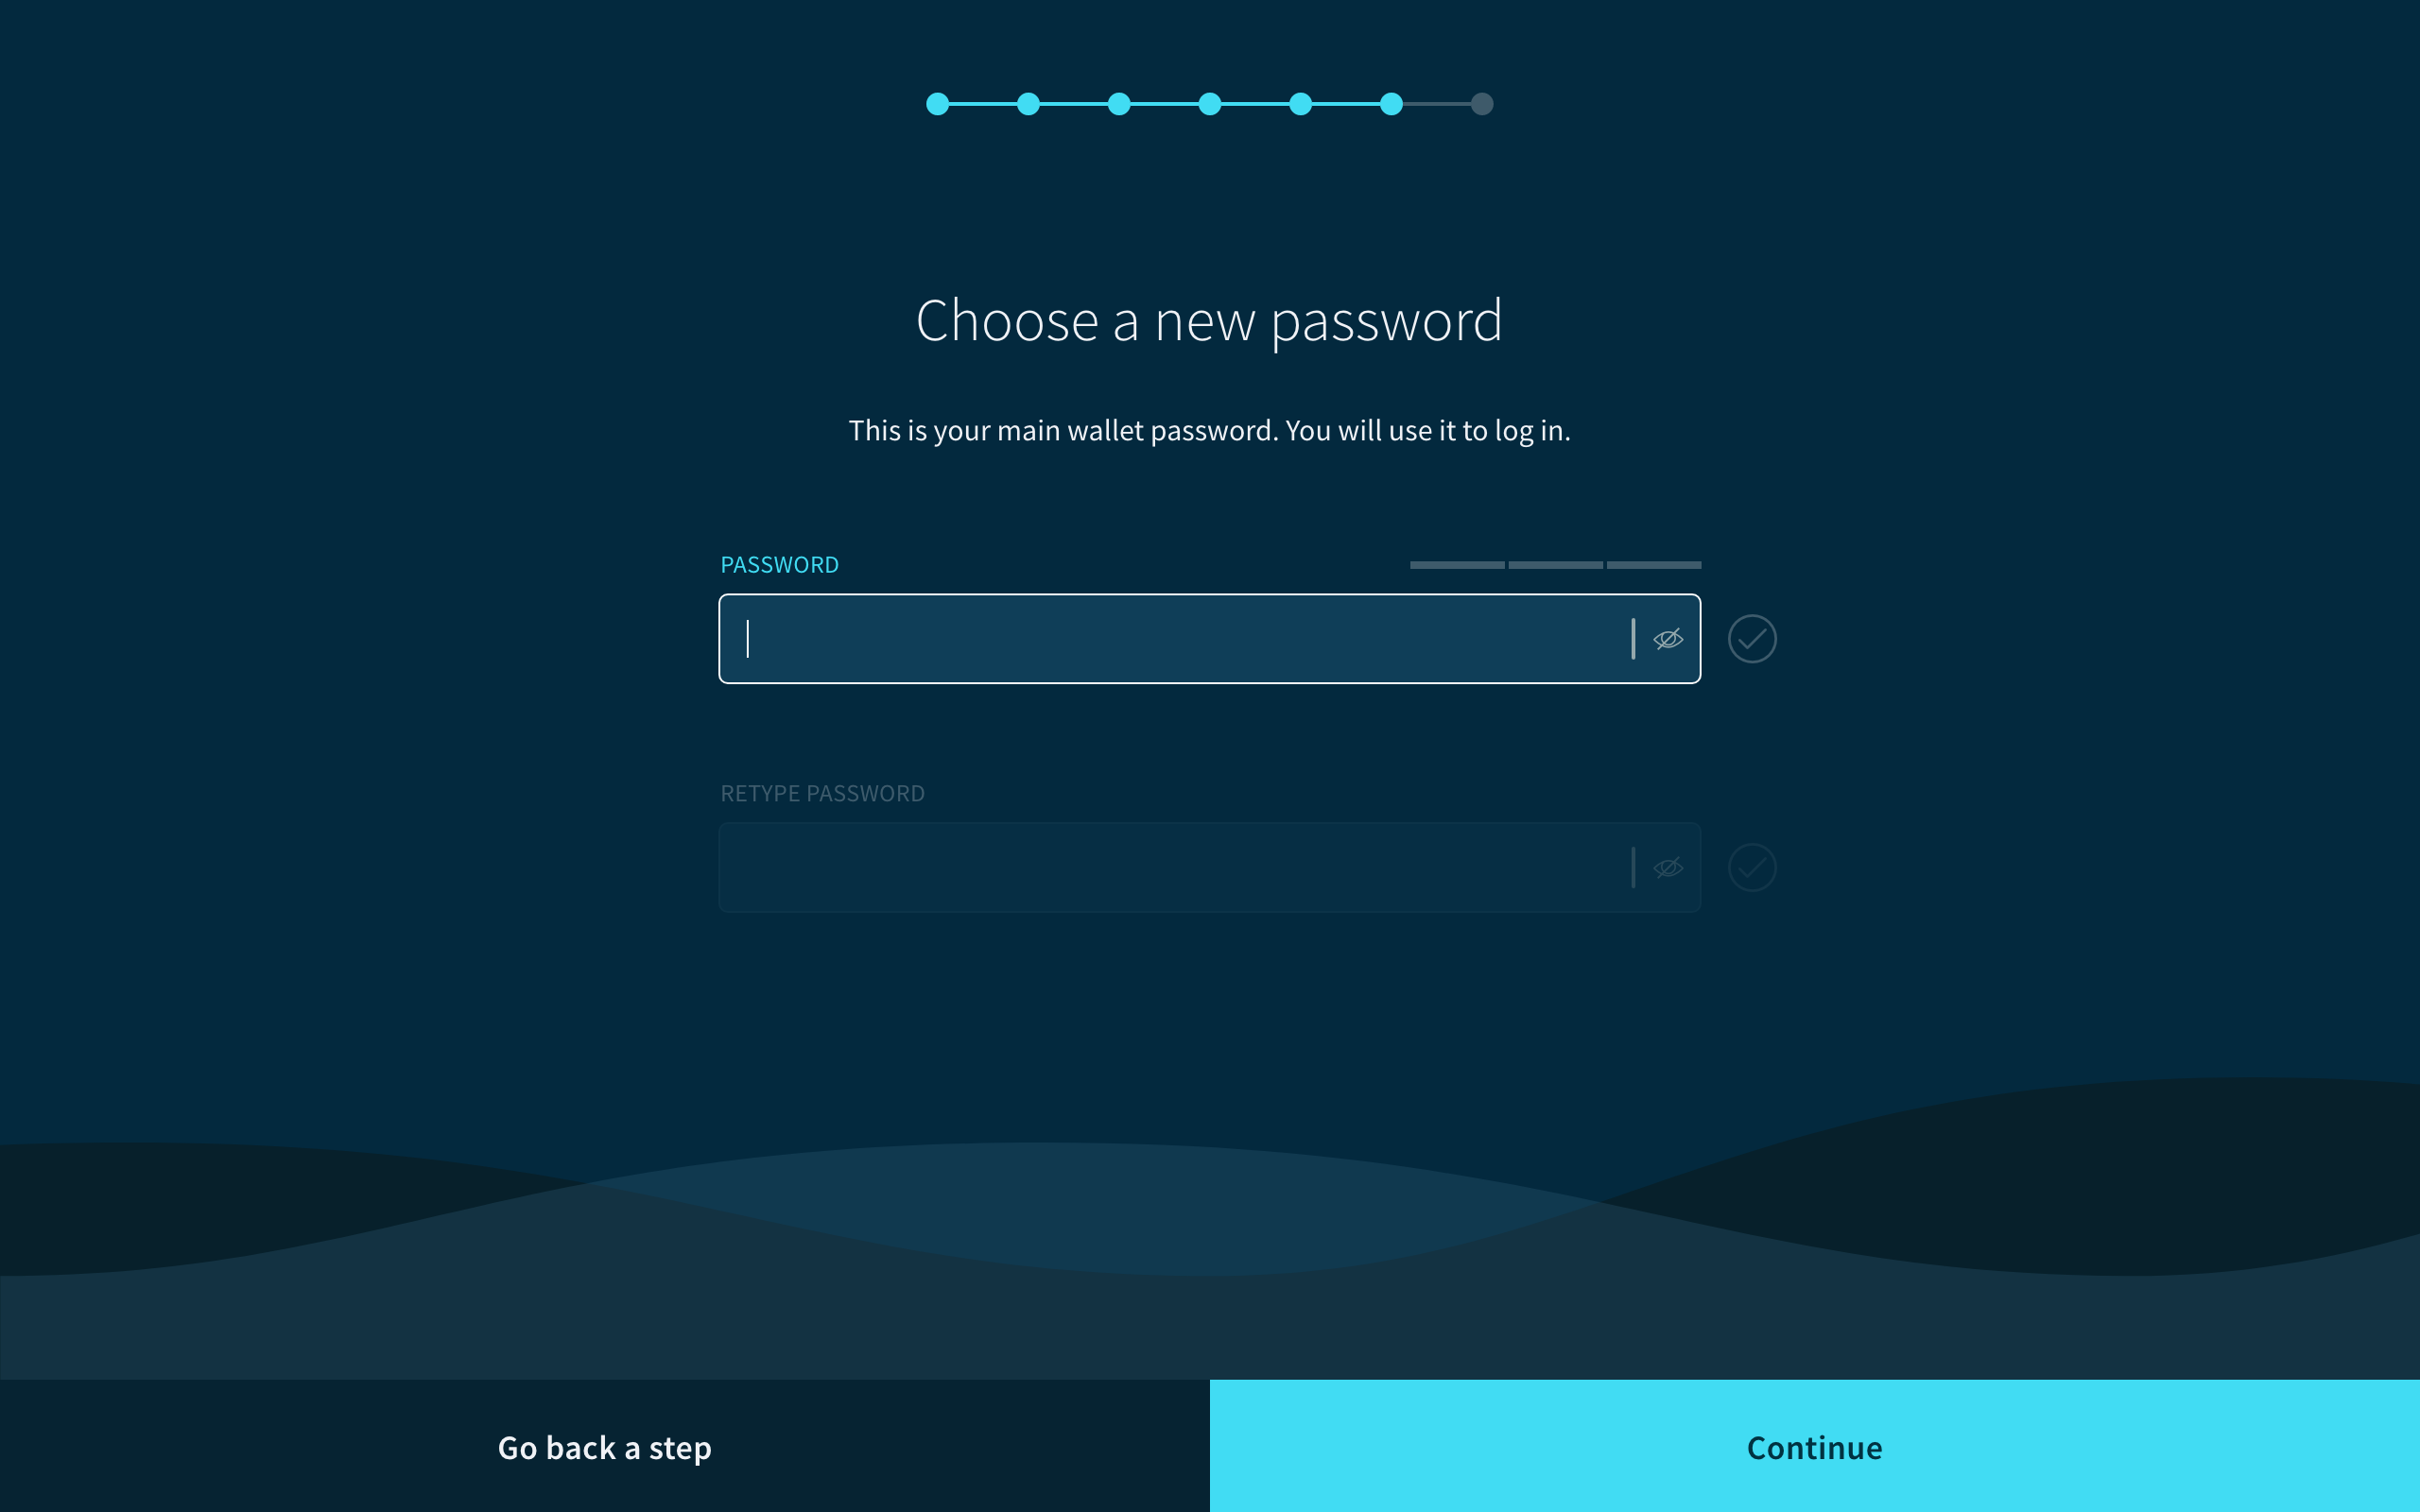 Choose a new password
This is your main wallet password. You will use it to log in.
PASSWORD
RETYPE PASSWORD
Go back a step
Continue